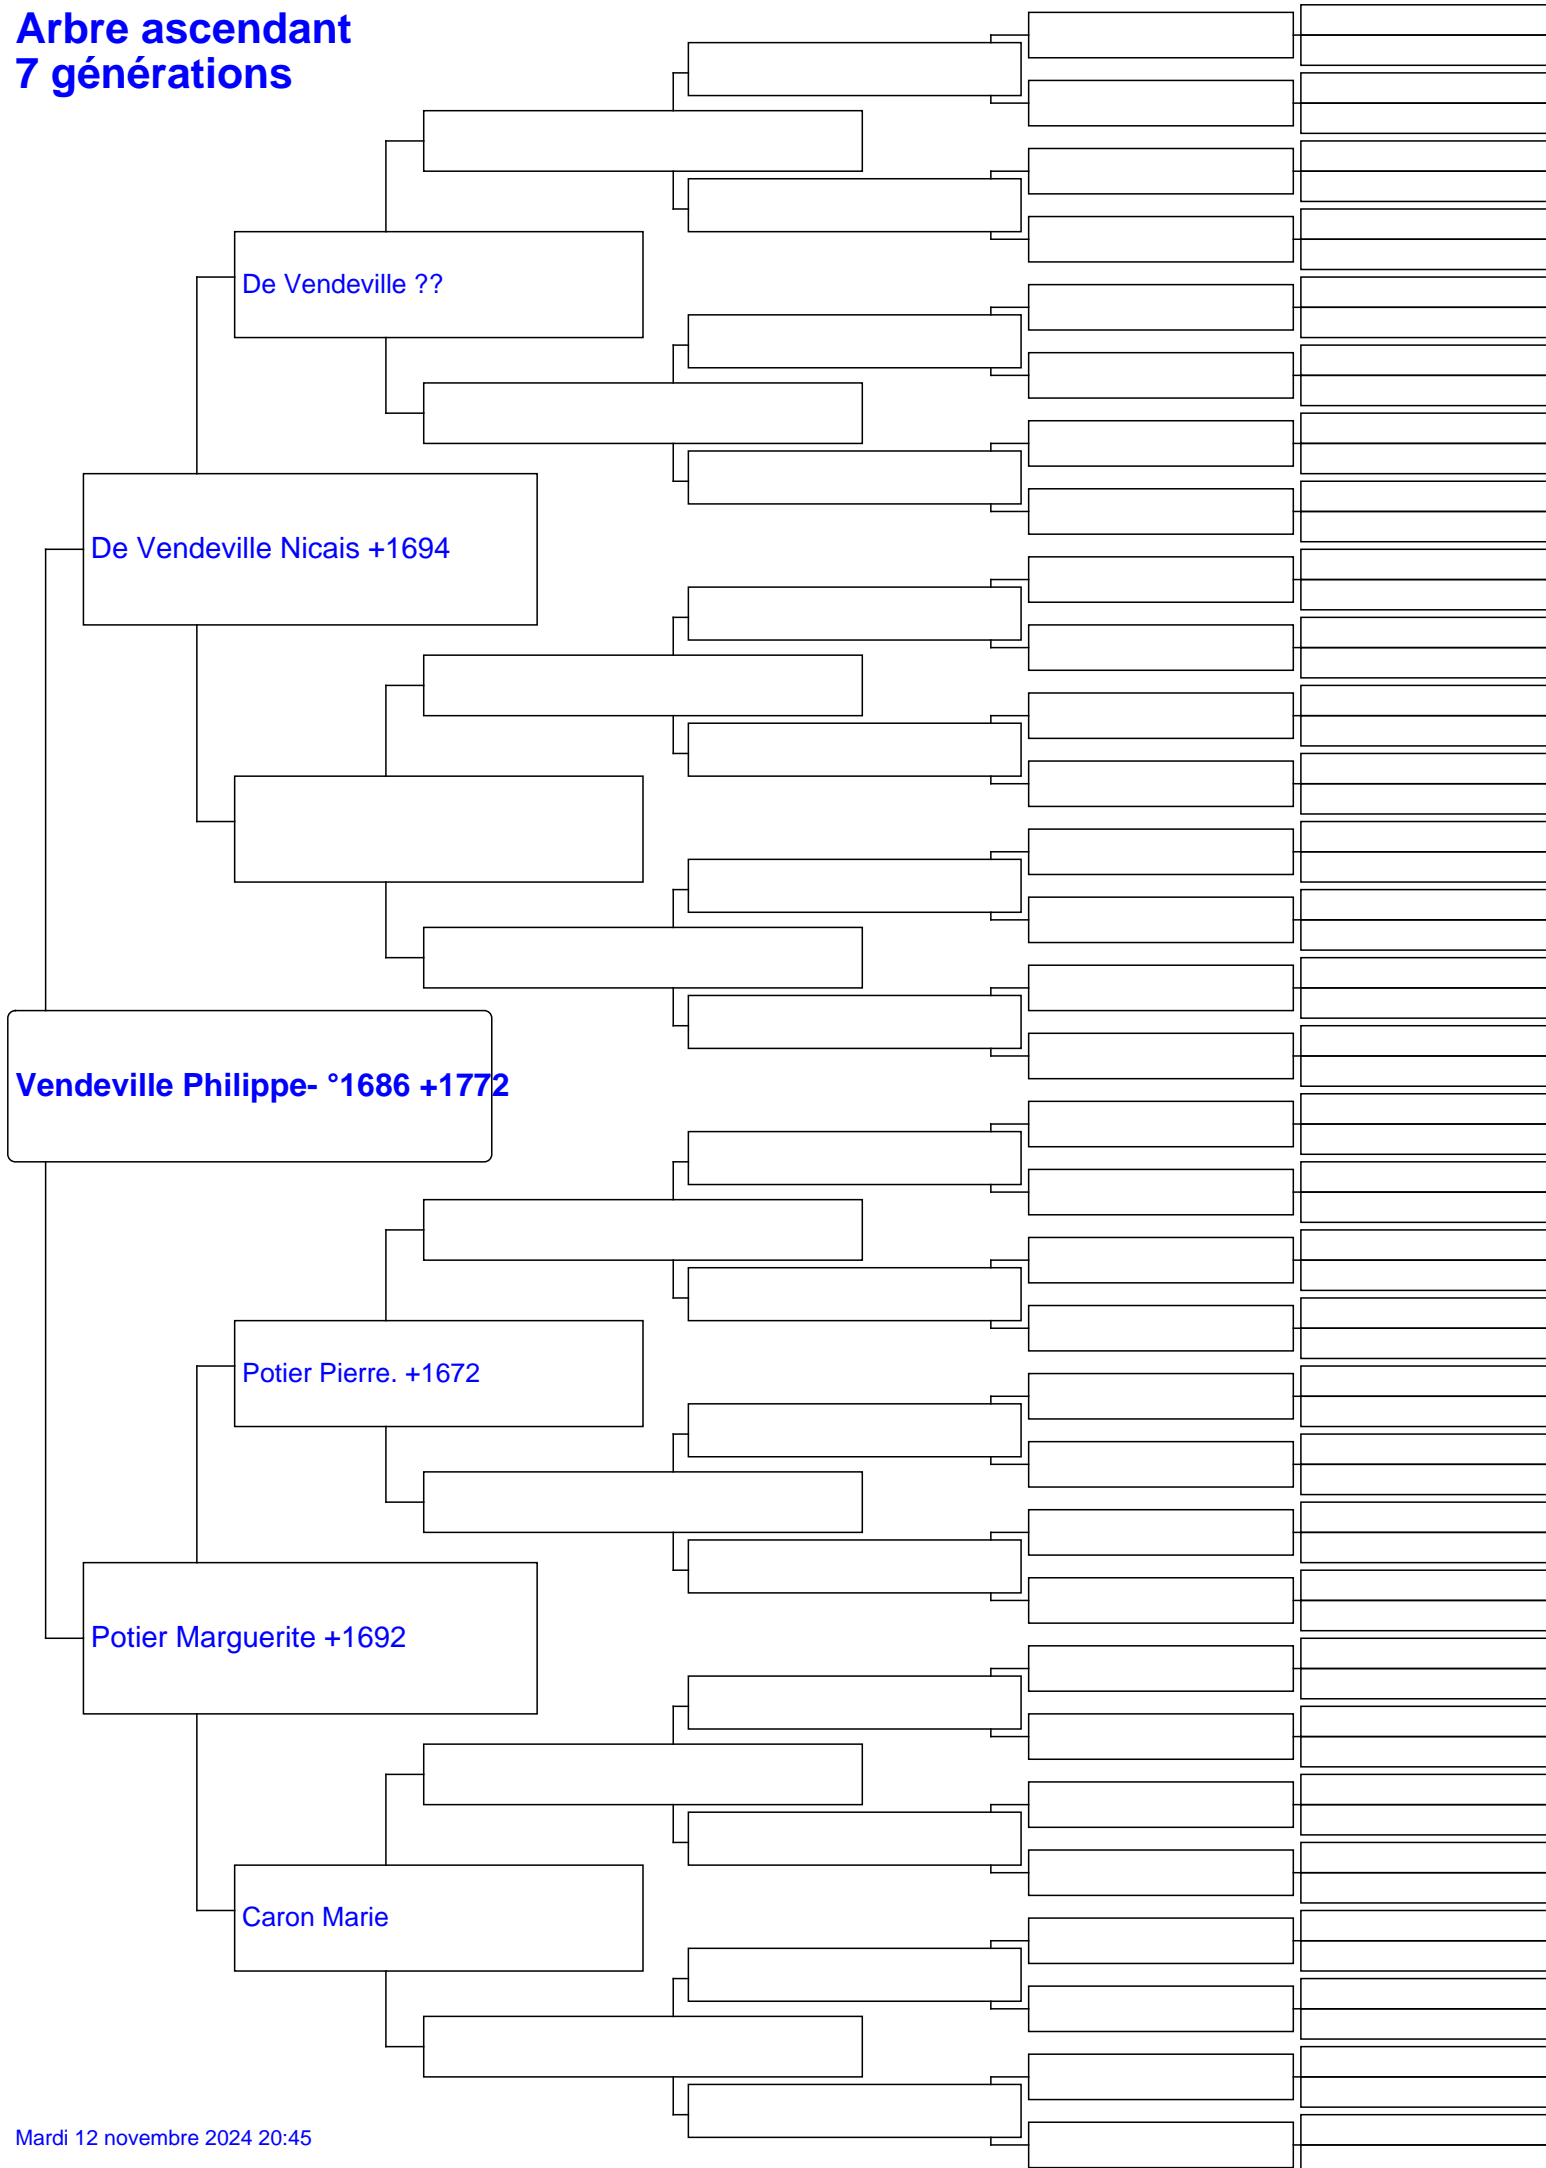 Arbre ascendant
7 générations
De Vendeville ??
De Vendeville Nicais +1694
Vendeville Philippe- °1686 +1772
Potier Pierre. +1672
Potier Marguerite +1692
Caron Marie
Mardi 12 novembre 2024 20:45